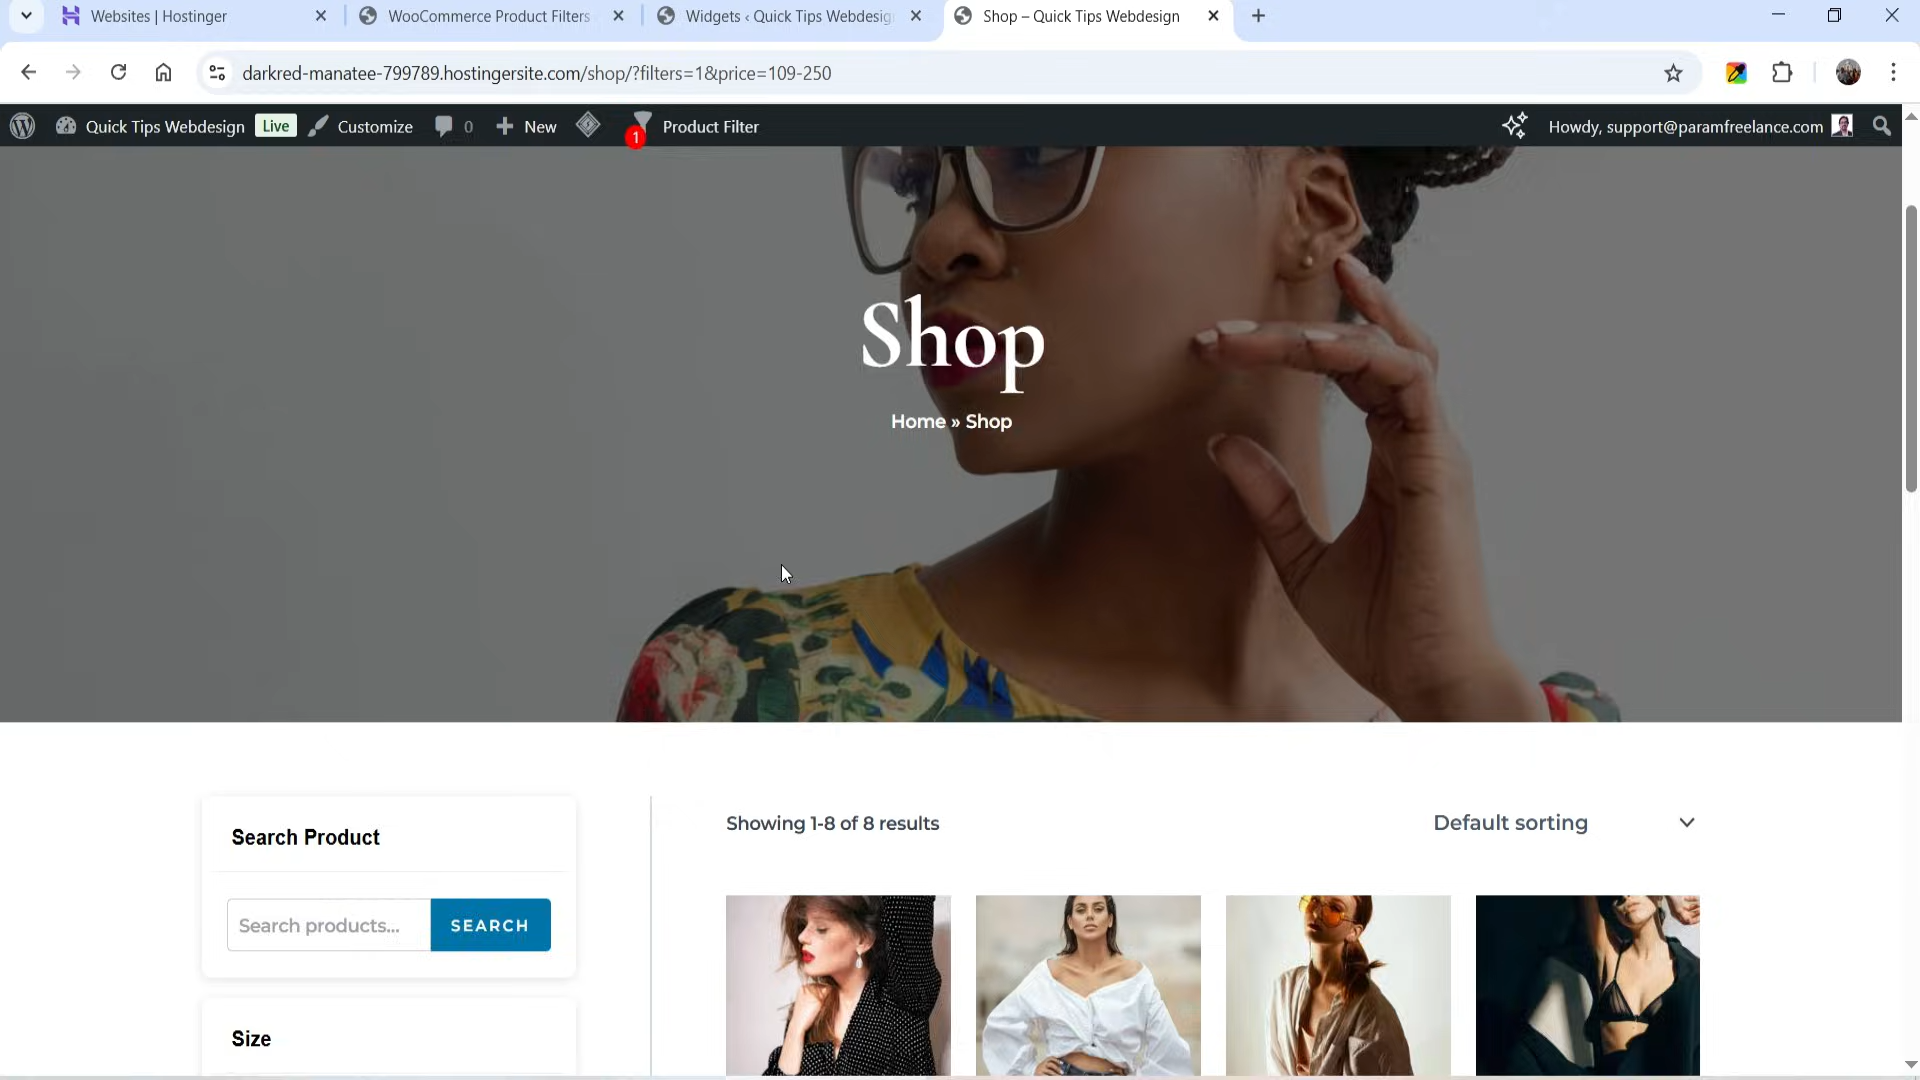 Websites | Hostinger
WooCommerce Product Filters
Widgets ‹ Quick Tips Webdesig
Shop – Quick Tips Webdesign
darkred-manatee-799789.hostingersite.com/shop/?filters=1&price=109-250
Quick Tips Webdesign Live Customize 0 New 1 Product Filter Howdy, support@paramfreelance.com
Shop
Home » Shop
Search Product
Search products... SEARCH
Size
Showing 1-8 of 8 results
Default sorting